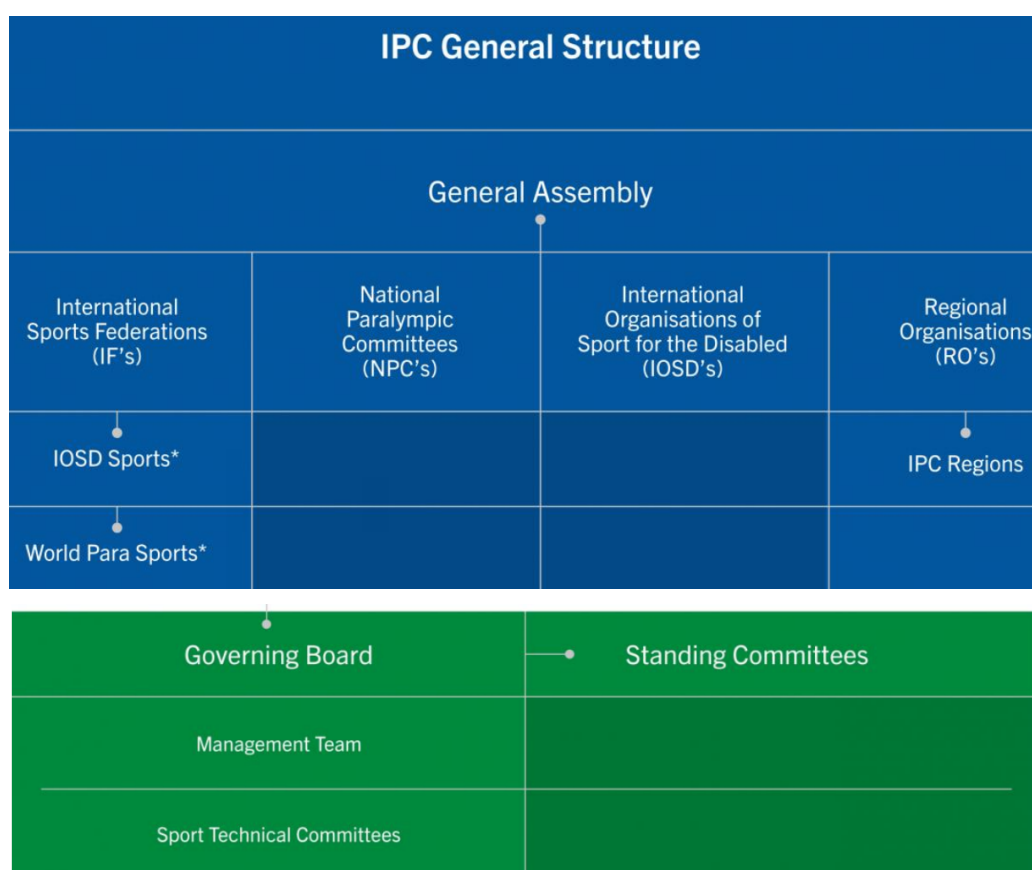 IPC General Structure
General Assembly
International
Sports Federations
(IF's)
National
Paralympic
Committees
(NPC's)
International
Organisations of
Sport for the Disabled
(IOSD's)
Regional
Organisations
(RO's)
IOSD Sports*
IPC Regions
World Para Sports*
Governing Board
Standing Committees
Management Team
Sport Technical Committees